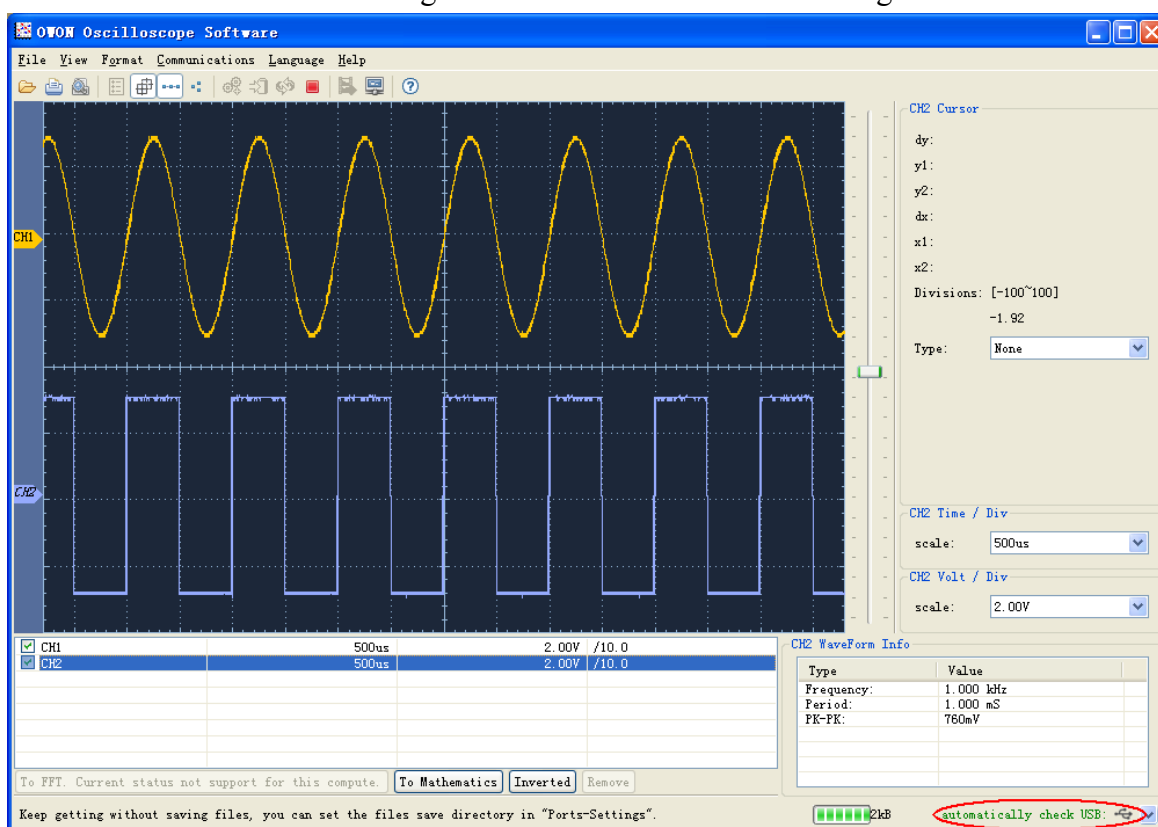 OWON Oscilloscope Software
File View Format Communications Language Help
CH1
CH2
CH2 Cursor
dy:
y1:
y2:
dx:
x1:
x2:
Divisions: [-100~100]
-1.92
Type: None
CH2 Time / Div
scale: 500us
CH2 Volt / Div
scale: 2.00V
CH1 500us 2.00V /10.0
CH2 500us 2.00V /10.0
CH2 WaveForm Info
Type Value
Frequency: 1.000 kHz
Period: 1.000 mS
PK-PK: 760mV
To FFT. Current status not support for this compute. To Mathematics Inverted Remove
Keep getting without saving files, you can set the files save directory in "Ports-Settings". 2kB automatically check USB: